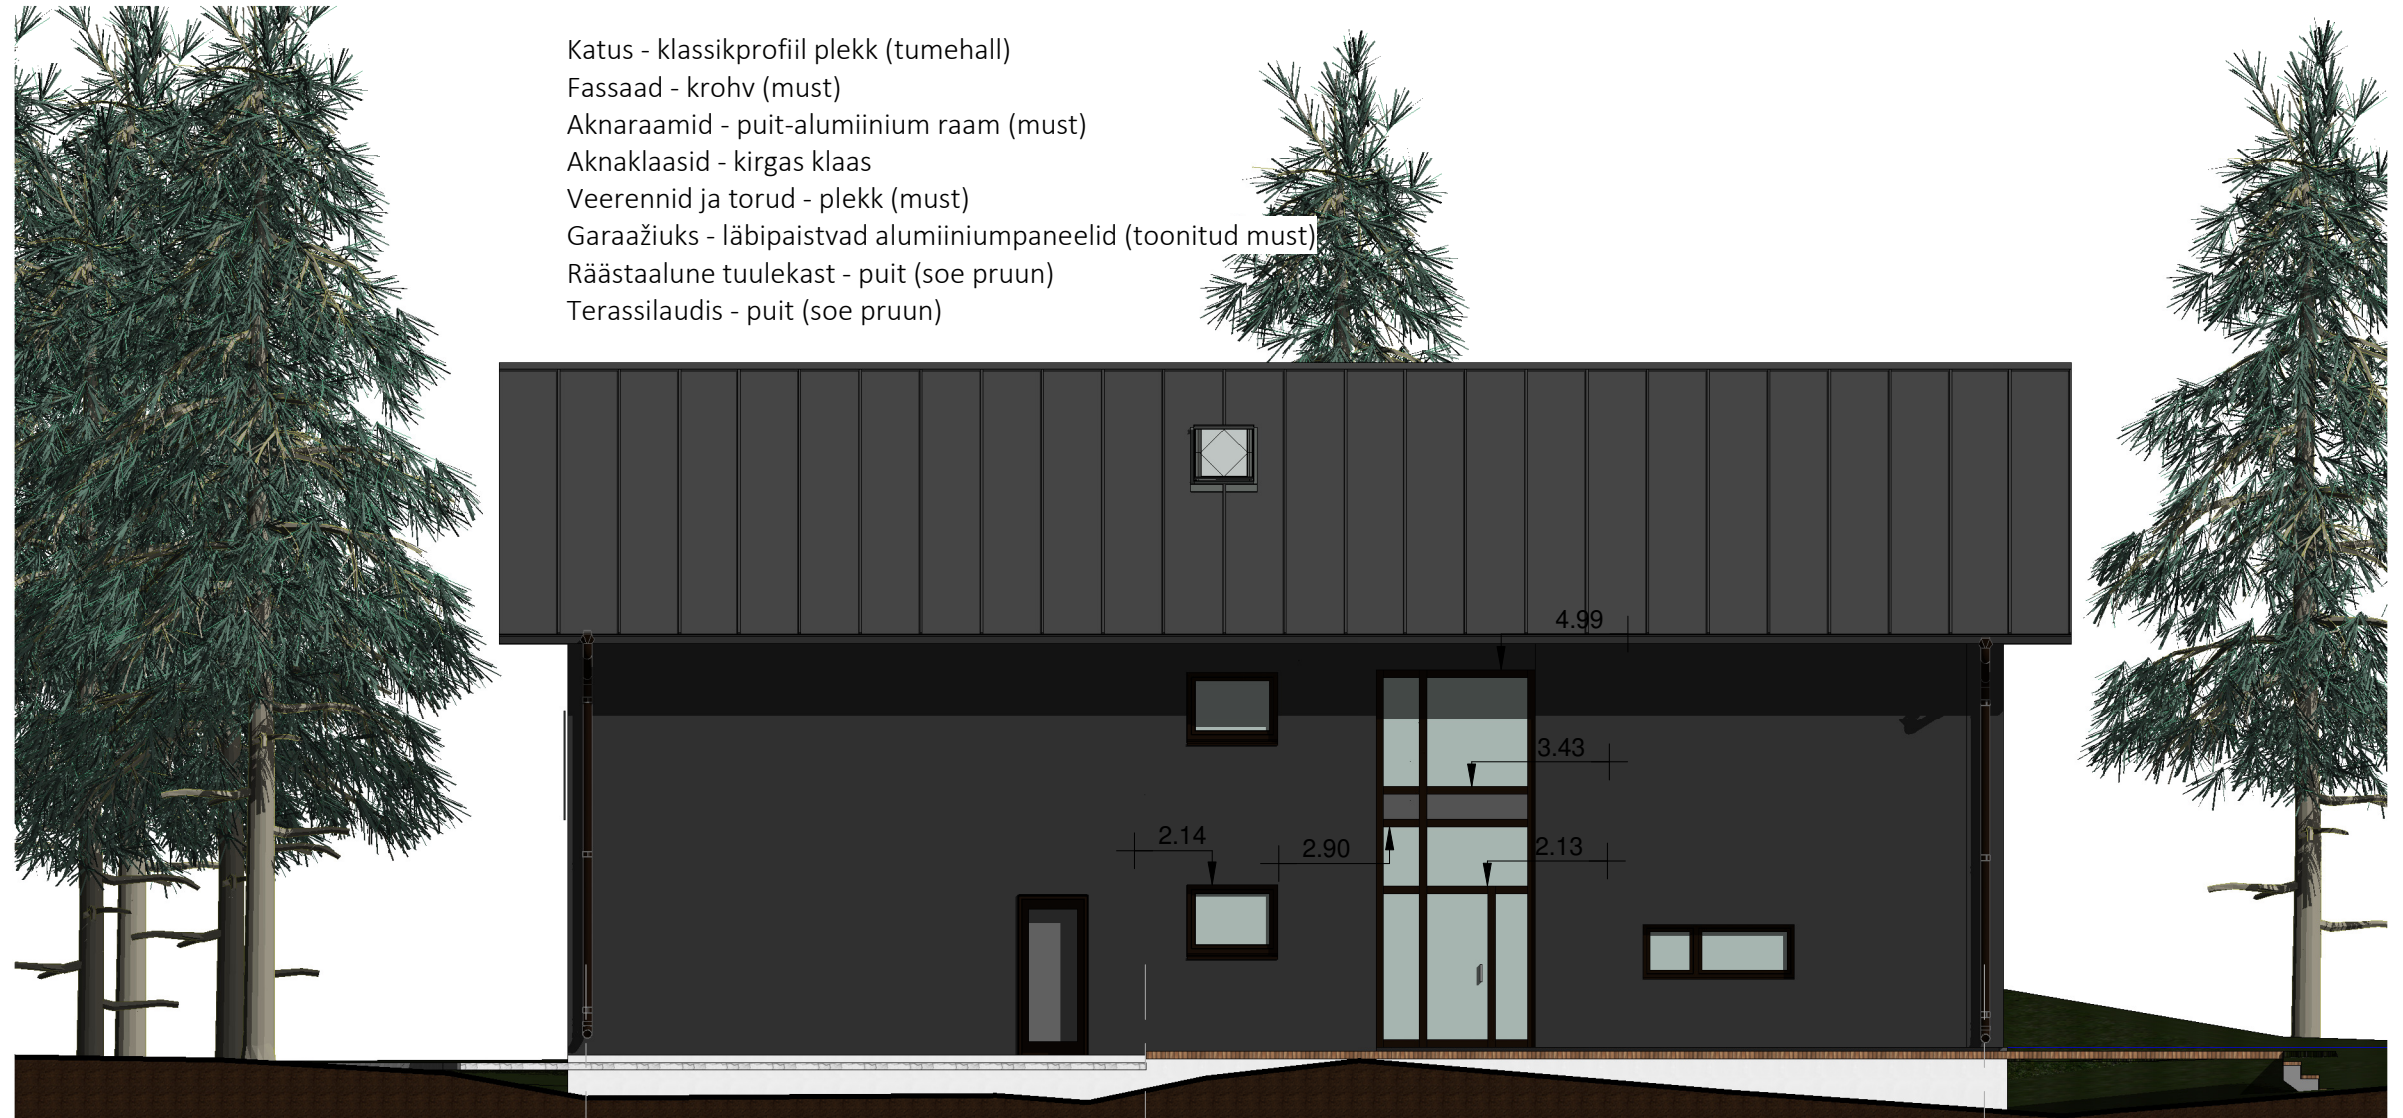 Katus - klassikprofiil plekk (tumehall)
Fassaad - krohv (must)
Aknaraamid - puit-alumiinium raam (must)
Aknaklaasid - kirgas klaas
Veerennid ja torud - plekk (must)
Garaažiuks - läbipaistvad alumiiniumpaneelid (toonitud must)
Räästaalune tuulekast - puit (soe pruun)
Terassilaudis - puit (soe pruun)
4.99
3.43
2.14
2.90
2.13